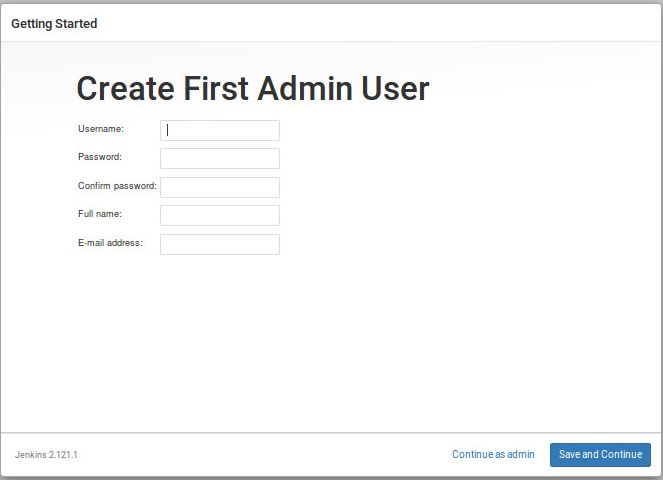 Getting Started
Create First Admin User
Username:
Password:
Confirm password:
Full name:
E-mail address:
Jenkins 2.121.1
Continue as admin
Save and Continue